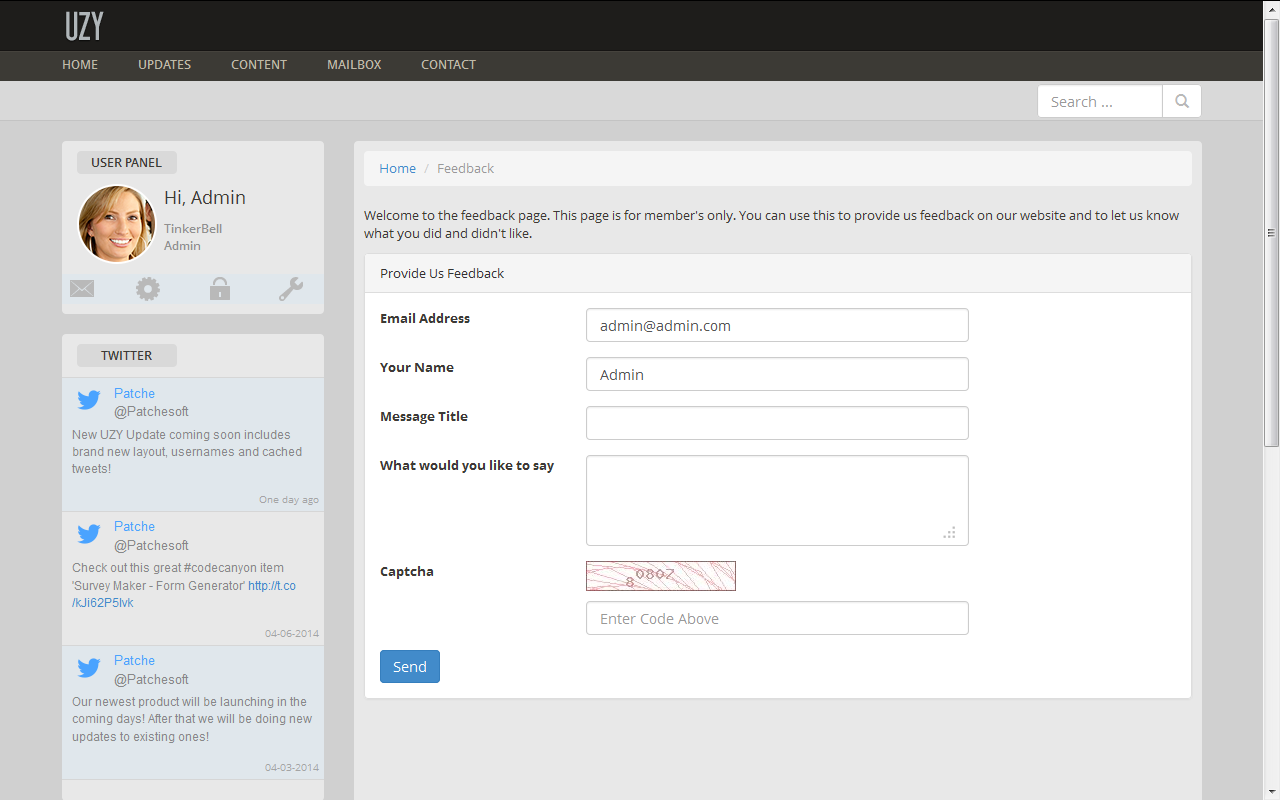 UZY
HOME UPDATES CONTENT MAILBOX CONTACT
Search ...
USER PANEL
Hi, Admin
TinkerBell
Admin
TWITTER
Patche
@Patchesoft
New UZY Update coming soon includes
brand new layout, usernames and cached
tweets!
One day ago
Patche
@Patchesoft
Check out this great #codecanyon item
'Survey Maker - Form Generator' http://t.co
/kJi62P5lvk
04-06-2014
Patche
@Patchesoft
Our newest product will be launching in the
coming days! After that we will be doing new
updates to existing ones!
04-03-2014
Home / Feedback
Welcome to the feedback page. This page is for member's only. You can use this to provide us feedback on our website and to let us know
what you did and didn't like.
Provide Us Feedback
Email Address admin@admin.com
Your Name Admin
Message Title
What would you like to say
Captcha 80807
Enter Code Above
Send